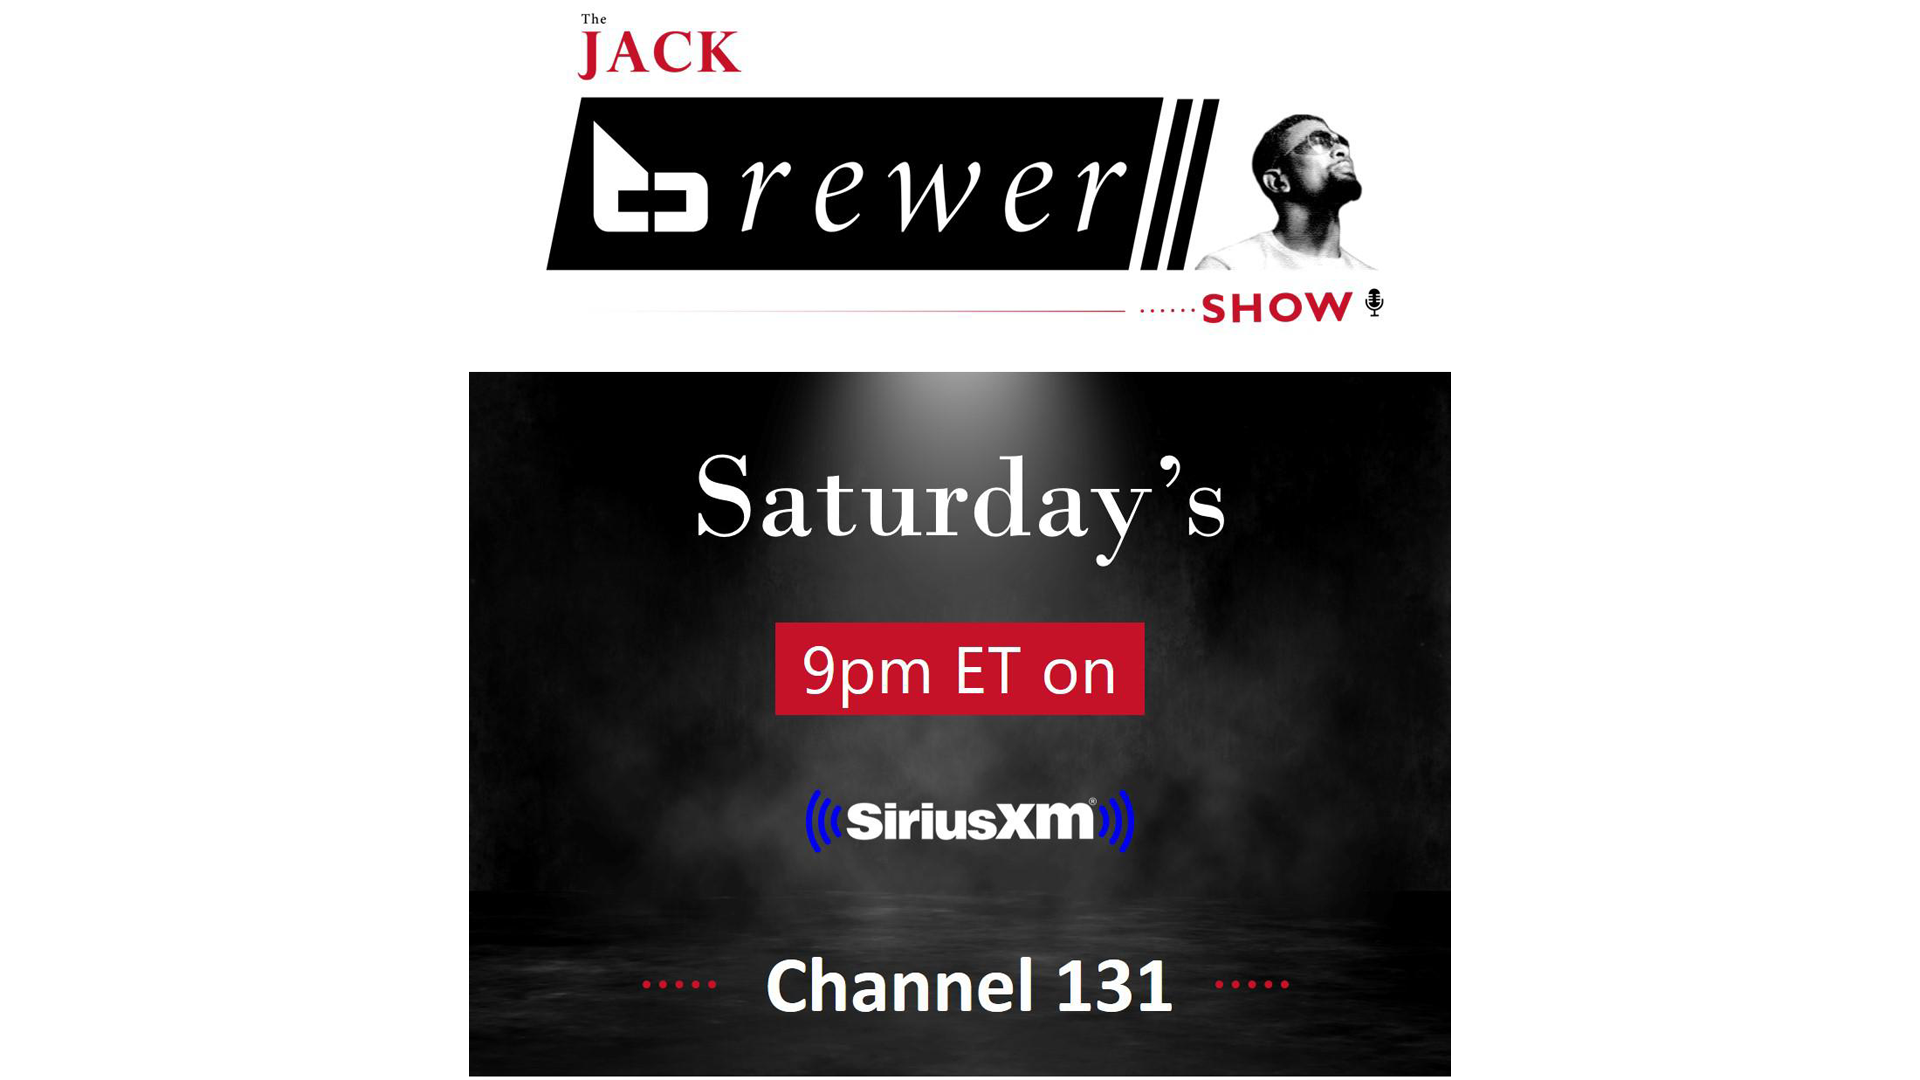 The
JACK
brewer
SHOW
Saturday’s
9pm ET on
SiriusXM®
Channel 131